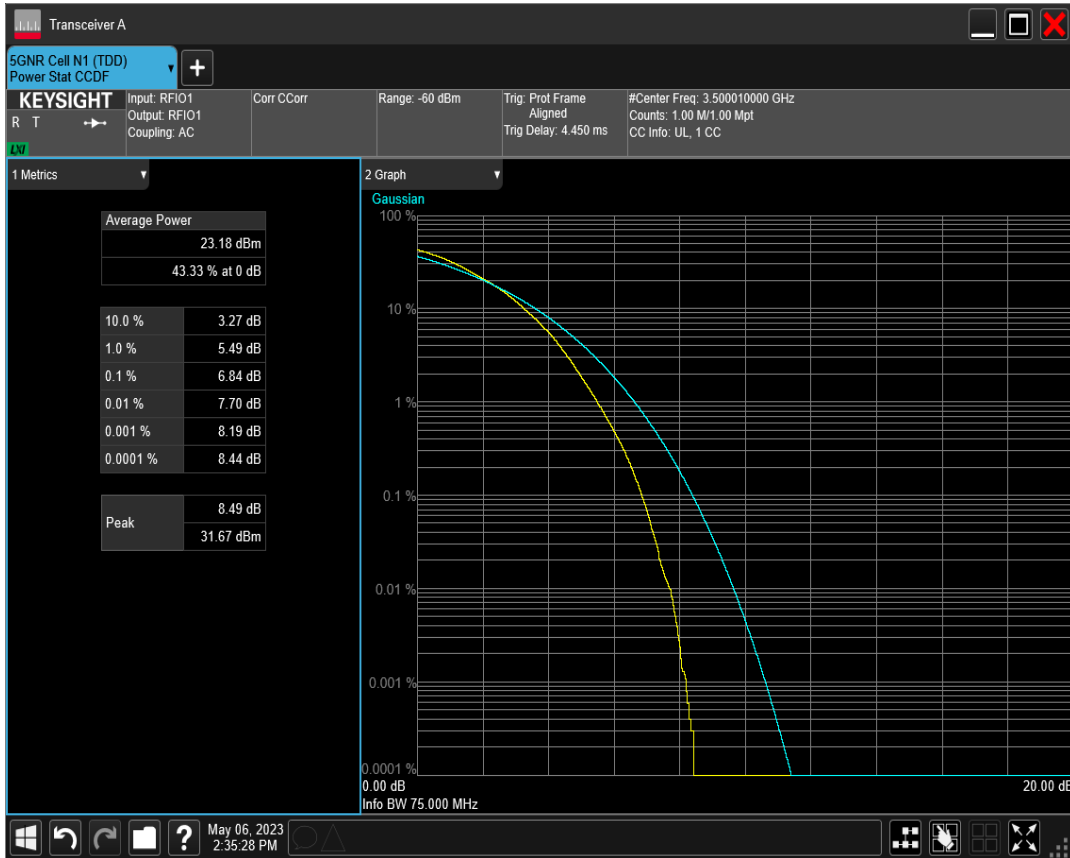 Transceiver A
5GNR Cell N1 (TDD)
Power Stat CCDF
+
KEYSIGHT
R T
LXI
Input: RFIO1
Output: RFIO1
Coupling: AC
Corr CCorr
Range: -60 dBm
Trig: Prot Frame
Aligned
Trig Delay: 4.450 ms
#Center Freq: 3.500010000 GHz
Counts: 1.00 M/1.00 Mpt
CC Info: UL, 1 CC
1 Metrics
Average Power
23.18 dBm
43.33 % at 0 dB
10.0 % 3.27 dB
1.0 % 5.49 dB
0.1 % 6.84 dB
0.01 % 7.70 dB
0.001 % 8.19 dB
0.0001 % 8.44 dB
Peak
8.49 dB
31.67 dBm
2 Graph
Gaussian
100 %
10 %
1 %
0.1 %
0.01 %
0.001 %
0.0001 %
0.00 dB 20.00 dB
Info BW 75.000 MHz
?
May 06, 2023
2:35:28 PM